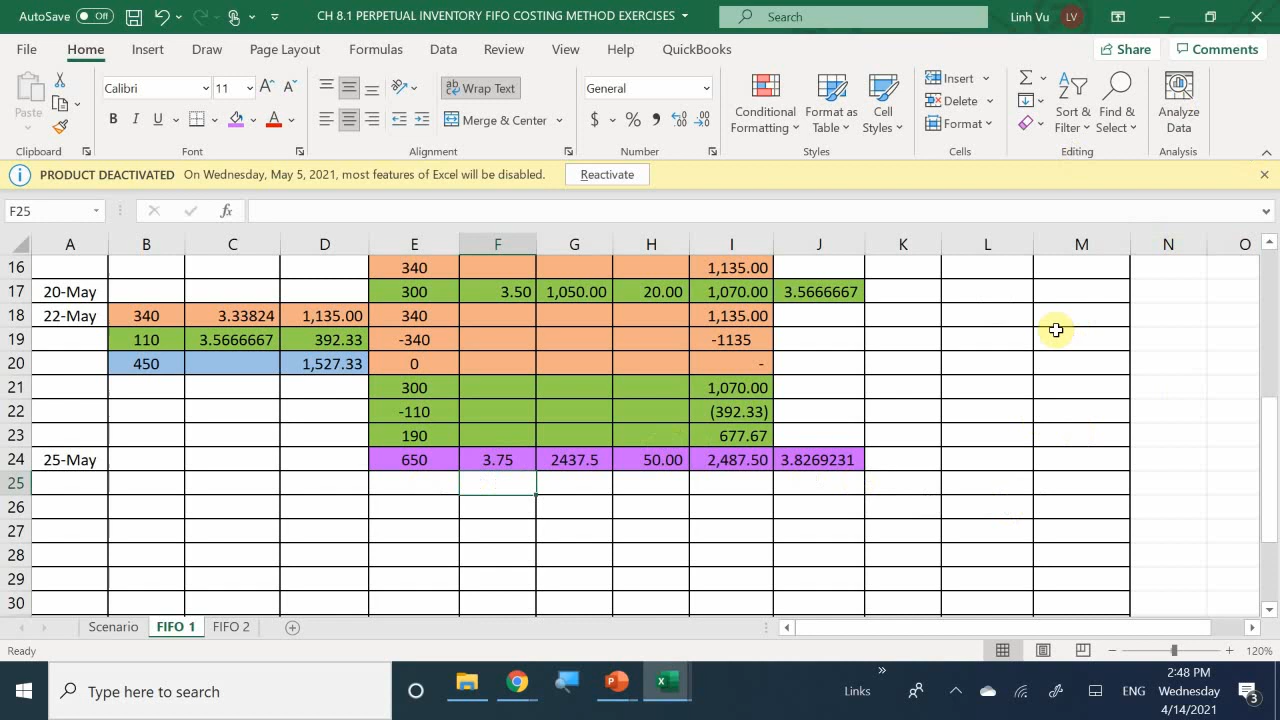 AutoSave Off CH 8.1 PERPETUAL INVENTORY FIFO COSTING METHOD EXERCISES Search Linh Vu LV
File Home Insert Draw Page Layout Formulas Data Review View Help QuickBooks Share Comments
Paste Calibri 11 Wrap Text General Insert
B I U Merge & Center $ % Conditional Formatting Format as Table Cell Styles Delete Format Sort & Filter Find & Select Analyze Data
Clipboard Font Alignment Number Styles Cells Editing Analysis
PRODUCT DEACTIVATED On Wednesday, May 5, 2021, most features of Excel will be disabled. Reactivate
F25 fx
A B C D E F G H I J K L M N O
16 340 1,135.00
17 20-May 300 3.50 1,050.00 20.00 1,070.00 3.5666667
18 22-May 340 3.33824 1,135.00 340 1,135.00
19 110 3.5666667 392.33 -340 -1135
20 450 1,527.33 0 -
21 300 1,070.00
22 -110 (392.33)
23 190 677.67
24 25-May 650 3.75 2437.5 50.00 2,487.50 3.8269231
25
26
27
28
29
30
Scenario FIFO 1 FIFO 2
Ready 120%
Type here to search Links ENG 2:48 PM
Wednesday
4/14/2021 3